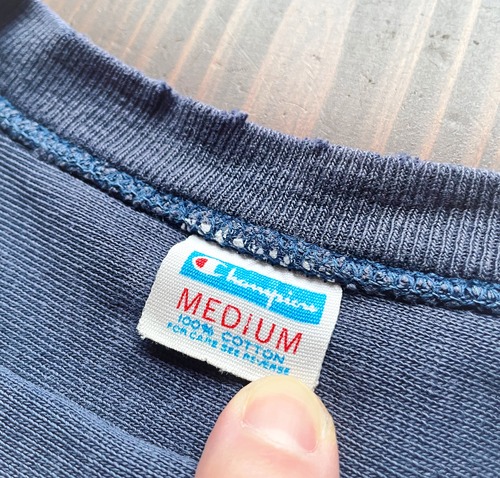 Champion
MEDIUM
100% COTTON
FOR CARE SEE REVERSE